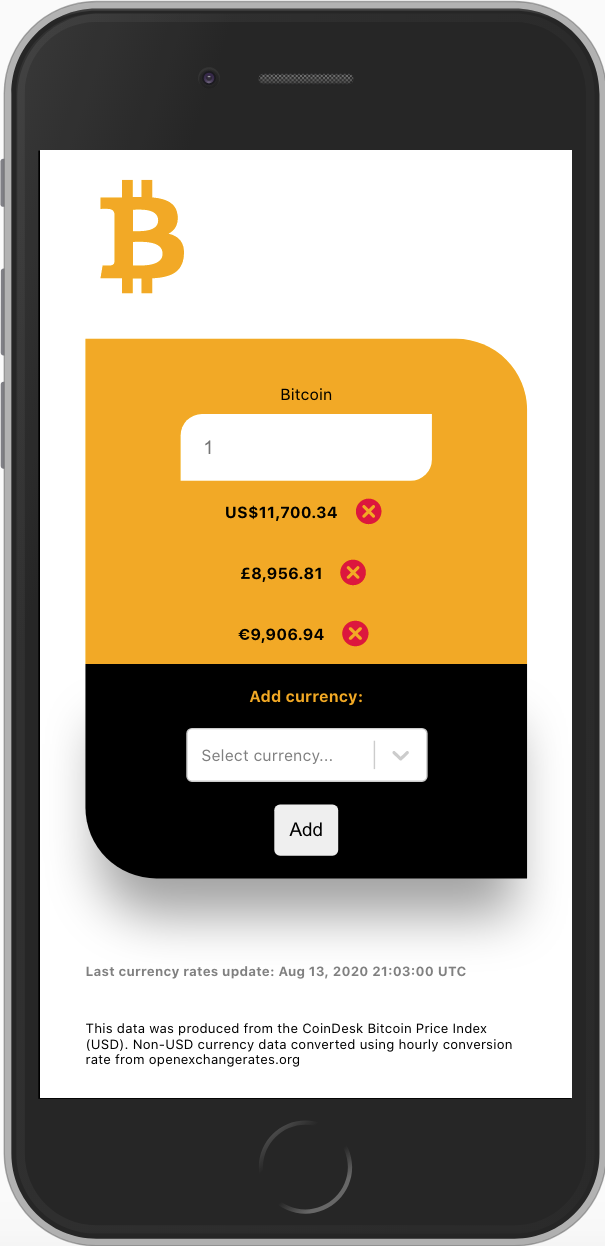 Bitcoin
1
US$11,700.34
£8,956.81
€9,906.94
Add currency:
Select currency...
Add
Last currency rates update: Aug 13, 2020 21:03:00 UTC
This data was produced from the CoinDesk Bitcoin Price Index
(USD). Non-USD currency data converted using hourly conversion
rate from openexchangerates.org